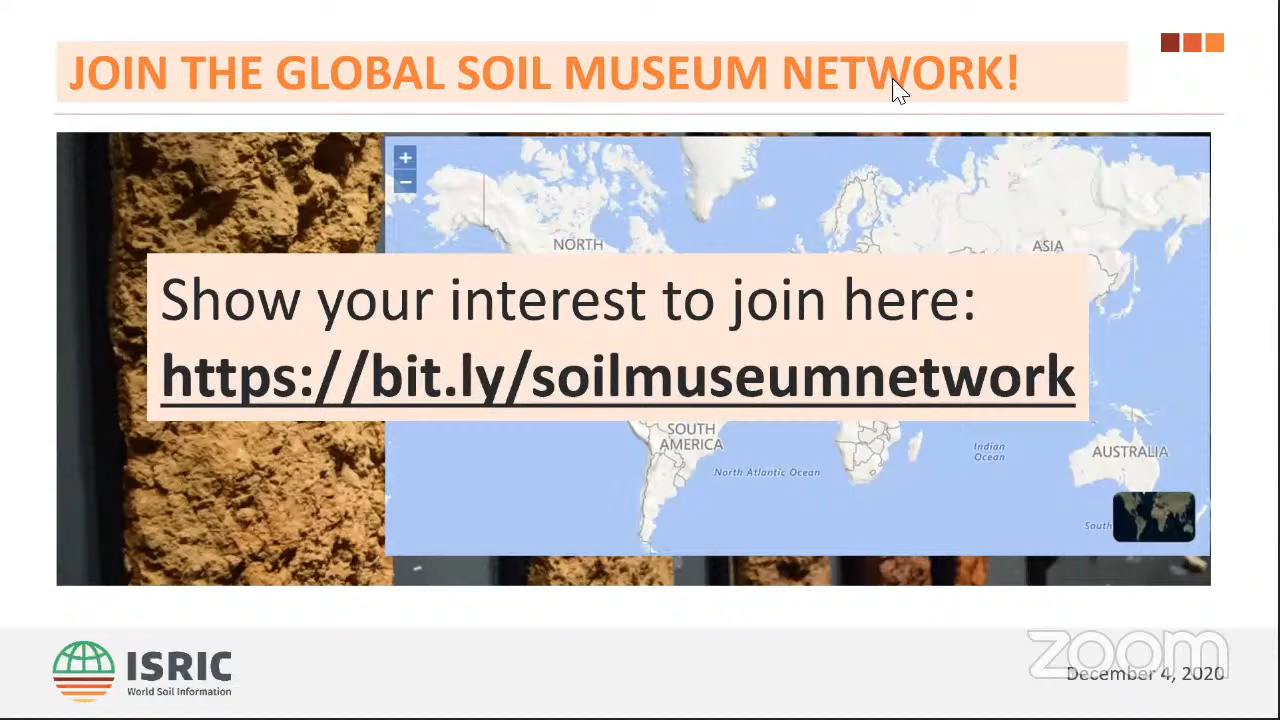 JOIN THE GLOBAL SOIL MUSEUM NETWORK!
+
−
NORTH
ASIA
Show your interest to join here:
https://bit.ly/soilmuseumnetwork
SOUTH
AMERICA
North Atlantic Ocean
Indian
Ocean
AUSTRALIA
South
ISRIC
World Soil Information
zoom
December 4, 2020